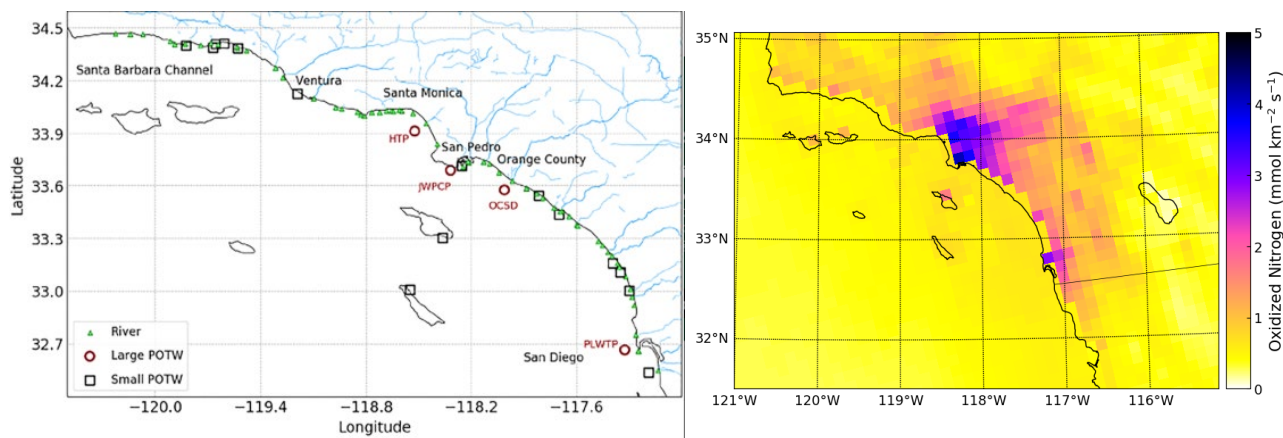 34.5
34.2
33.9
33.6
33.3
33.0
32.7
Latitude
Santa Barbara Channel
Ventura
Santa Monica
HTP
San Pedro
Orange County
JWPCP
OCSD
PLWTP
San Diego
River
Large POTW
Small POTW
−120.0 −119.4 −118.8 −118.2 −117.6
Longitude
35°N
34°N
33°N
32°N
121°W 120°W 119°W 118°W 117°W 116°W
5
4
3
2
1
0
Oxidized Nitrogen (mmol km⁻² s⁻¹)